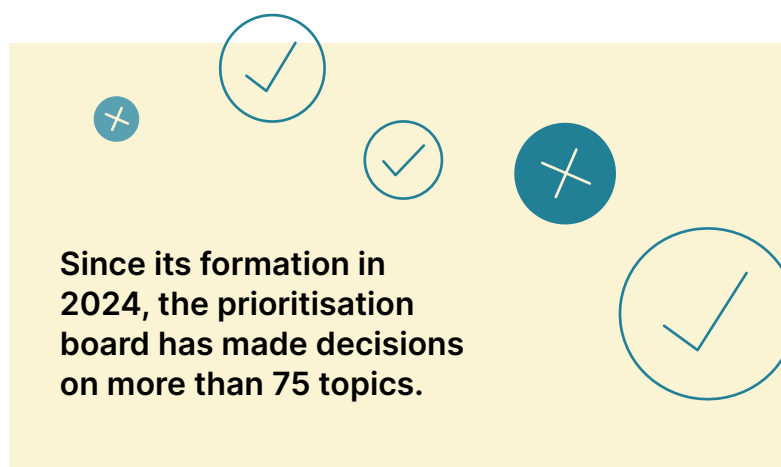 Since its formation in
2024, the prioritisation
board has made decisions
on more than 75 topics.